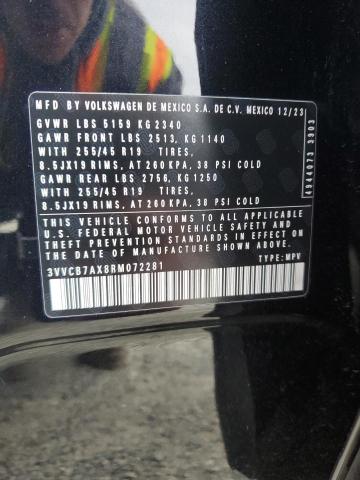 MFD BY VOLKSWAGEN DE MEXICO S.A. DE C.V. MEXICO 12/23
GVWR LBS 5159 KG 2340
GAWR FRONT LBS 2513, KG 1140
WITH 255/45 R19 TIRES,
8.5JX19 RIMS, AT 260 KPA, 38 PSI COLD
GAWR REAR LBS 2756, KG 1250
WITH 255/45 R19 TIRES,
8.5JX19 RIMS, AT 260 KPA, 38 PSI COLD
THIS VEHICLE CONFORMS TO ALL APPLICABLE
U.S. FEDERAL MOTOR VEHICLE SAFETY STANDARDS IN EFFECT
ON THE DATE OF MANUFACTURE SHOWN ABOVE.
3VVCB7AX8RM072281 TYPE: MPV
4944073 3903